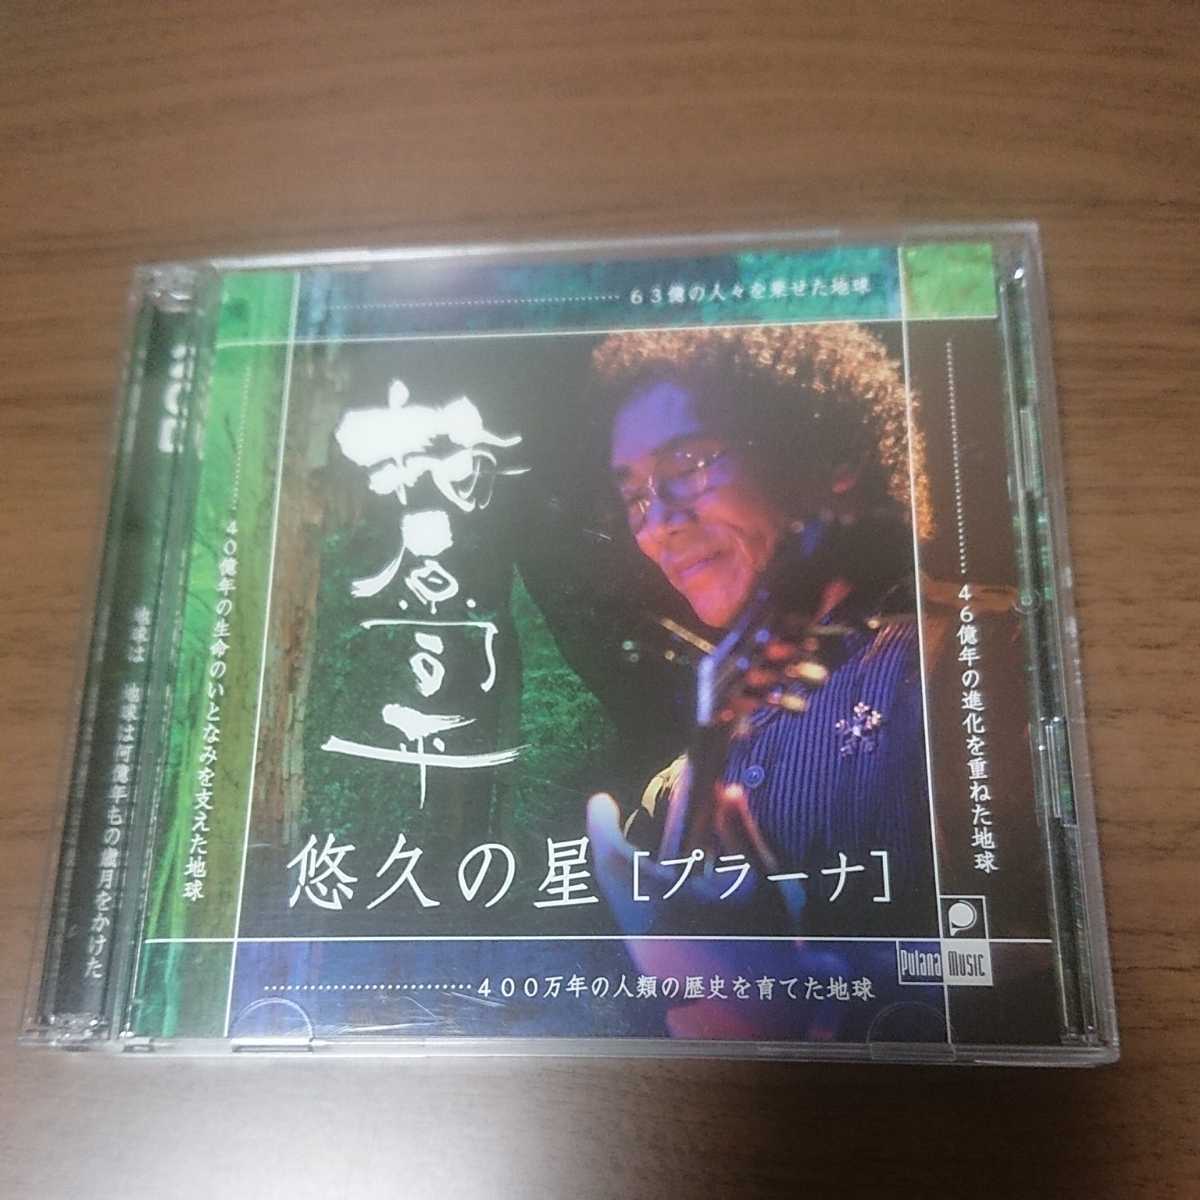 63億の人々を乗せた地球
46億年の進化を重ねた地球
40億年の生命のいとなみを支えた地球
梅原司平
悠久の星[プラーナ]
400万年の人類の歴史を育てた地球
Pulana Music
地球は 地球は何億年もの歳月をかけた